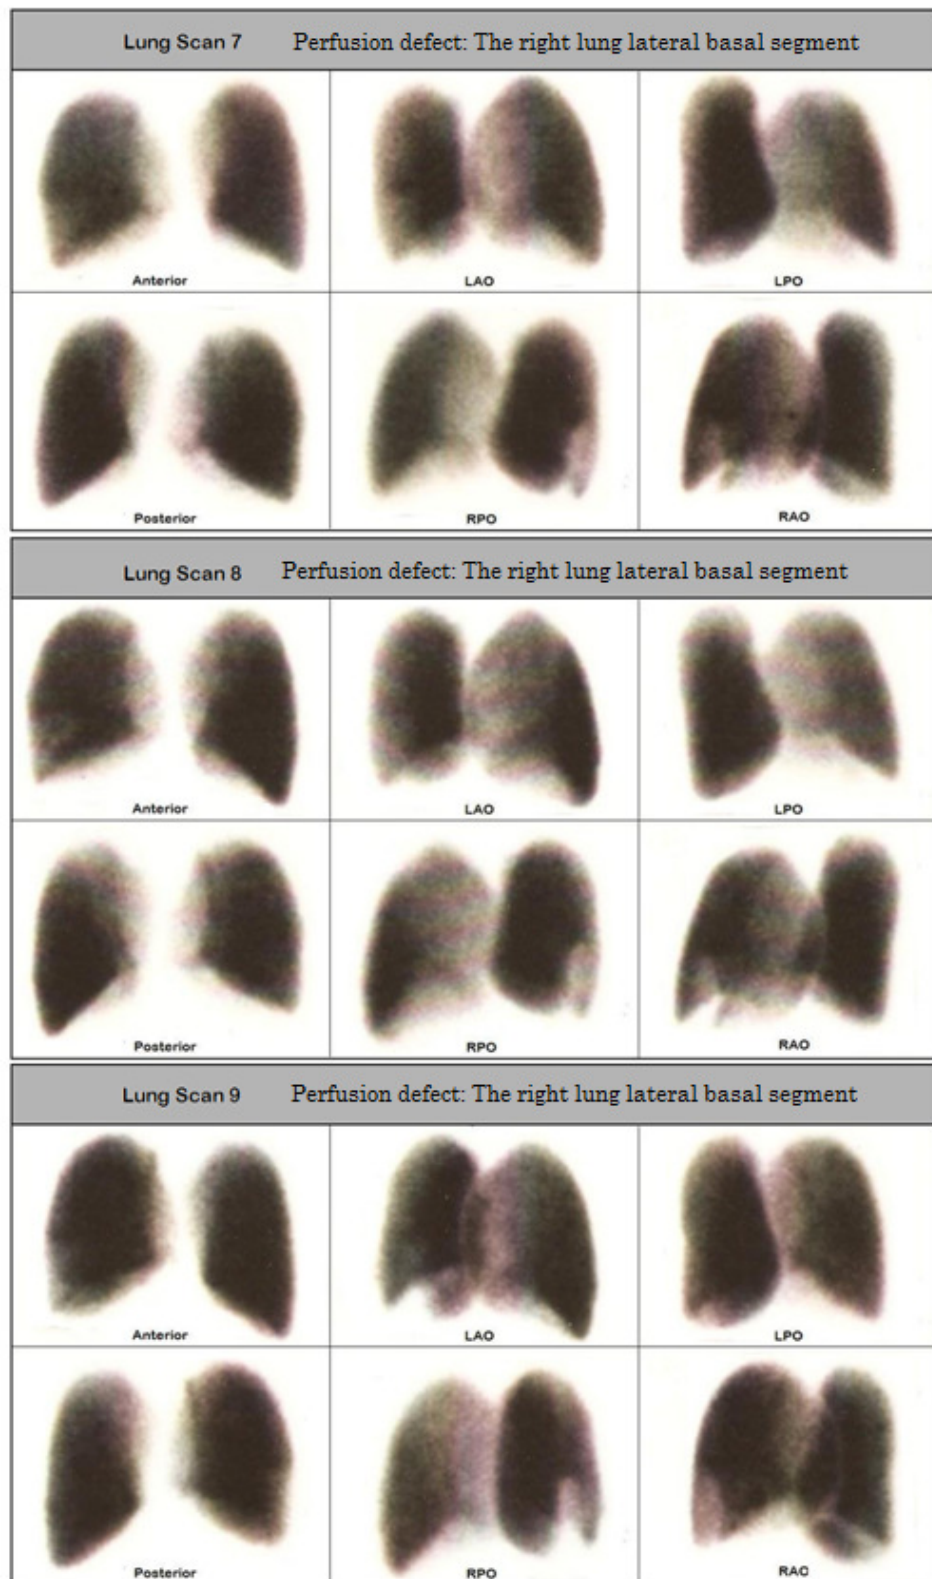 Lung Scan 7 Perfusion defect: The right lung lateral basal segment
Anterior LAO LPO
Posterior RPO RAO
Lung Scan 8 Perfusion defect: The right lung lateral basal segment
Anterior LAO LPO
Posterior RPO RAO
Lung Scan 9 Perfusion defect: The right lung lateral basal segment
Anterior LAO LPO
Posterior RPO RAO